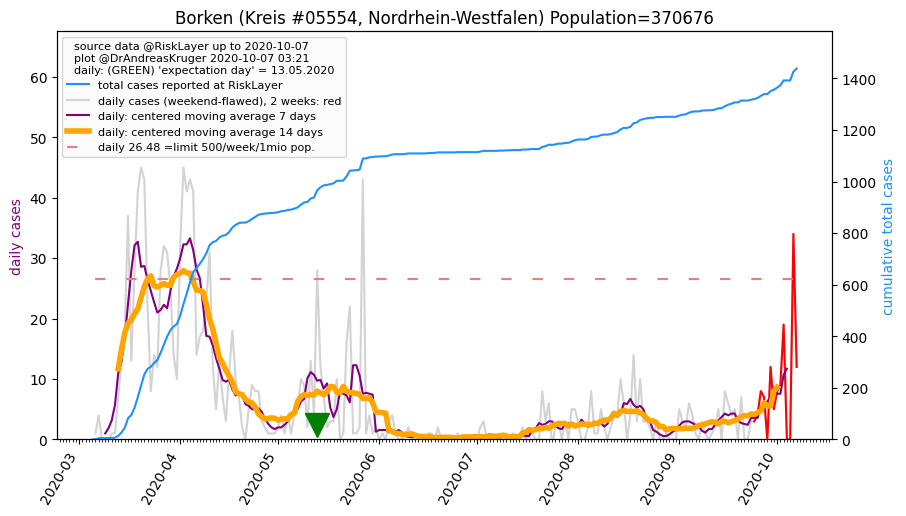 Borken (Kreis #05554, Nordrhein-Westfalen) Population=370676
source data @RiskLayer up to 2020-10-07
plot @DrAndreasKruger 2020-10-07 03:21
daily: (GREEN) 'expectation day' = 13.05.2020
total cases reported at RiskLayer
daily cases (weekend-flawed), 2 weeks: red
daily: centered moving average 7 days
daily: centered moving average 14 days
daily 26.48 =limit 500/week/1mio pop.
daily cases
60
50
40
30
20
10
0
1400
1200
1000
800
600
400
200
0
cumulative total cases
2020-03
2020-04
2020-05
2020-06
2020-07
2020-08
2020-09
2020-10